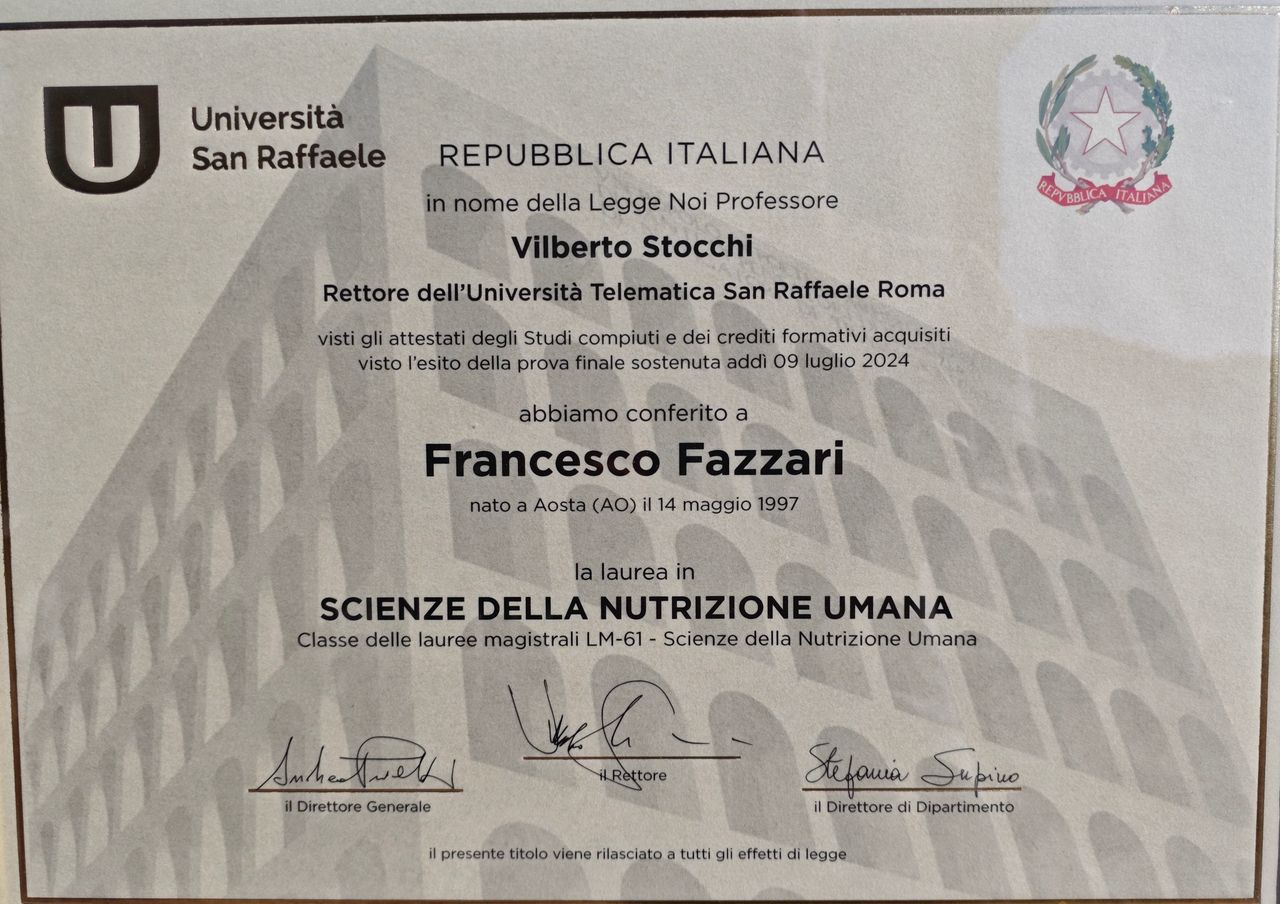 Università
San Raffaele
REPUBBLICA ITALIANA
REPVBBLICA ITALIANA
in nome della Legge Noi Professore
Vilberto Stocchi
Rettore dell'Università Telematica San Raffaele Roma
visti gli attestati degli Studi compiuti e dei crediti formativi acquisiti
visto l'esito della prova finale sostenuta addì 09 luglio 2024
abbiamo conferito a
Francesco Fazzari
nato a Aosta (AO) il 14 maggio 1997
la laurea in
SCIENZE DELLA NUTRIZIONE UMANA
Classe delle lauree magistrali LM-61 - Scienze della Nutrizione Umana
Stefania Supino
il Direttore Generale
il Rettore
il Direttore di Dipartimento
il presente titolo viene rilasciato a tutti gli effetti di legge